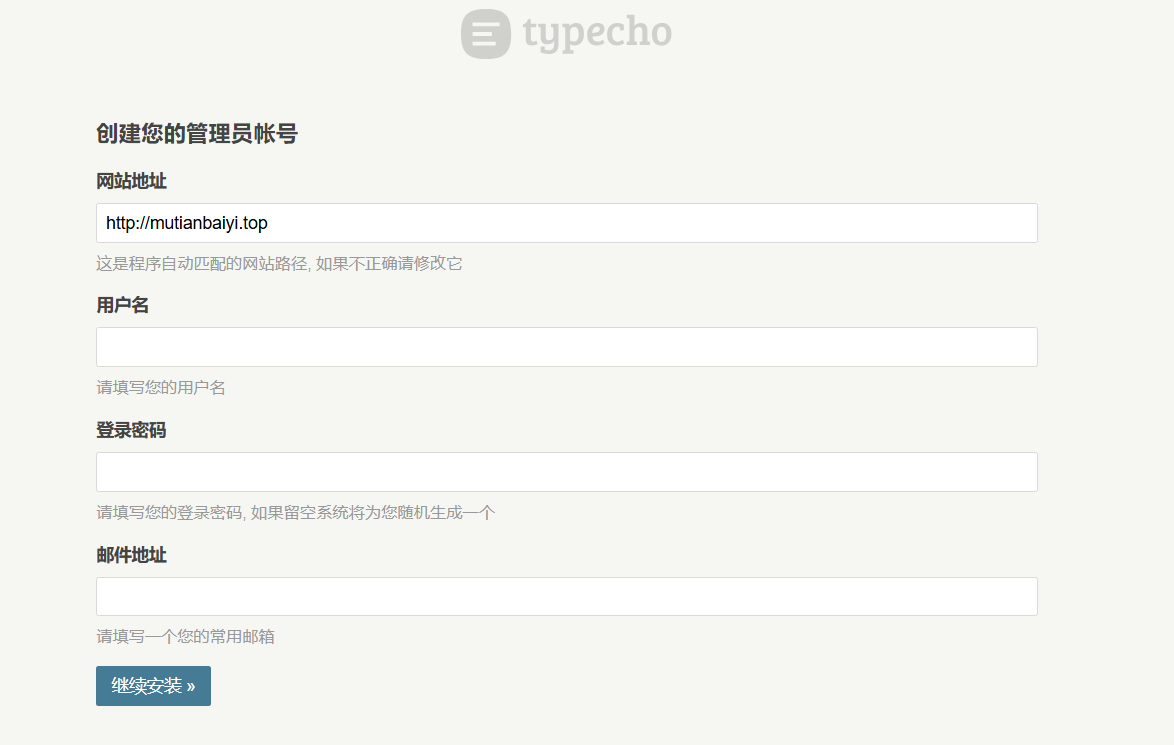 typecho
创建您的管理员帐号
网站地址
http://mutianbaiyi.top
这是程序自动匹配的网站路径, 如果不正确请修改它
用户名
请填写您的用户名
登录密码
请填写您的登录密码, 如果留空系统将为您随机生成一个
邮件地址
请填写一个您的常用邮箱
继续安装 »